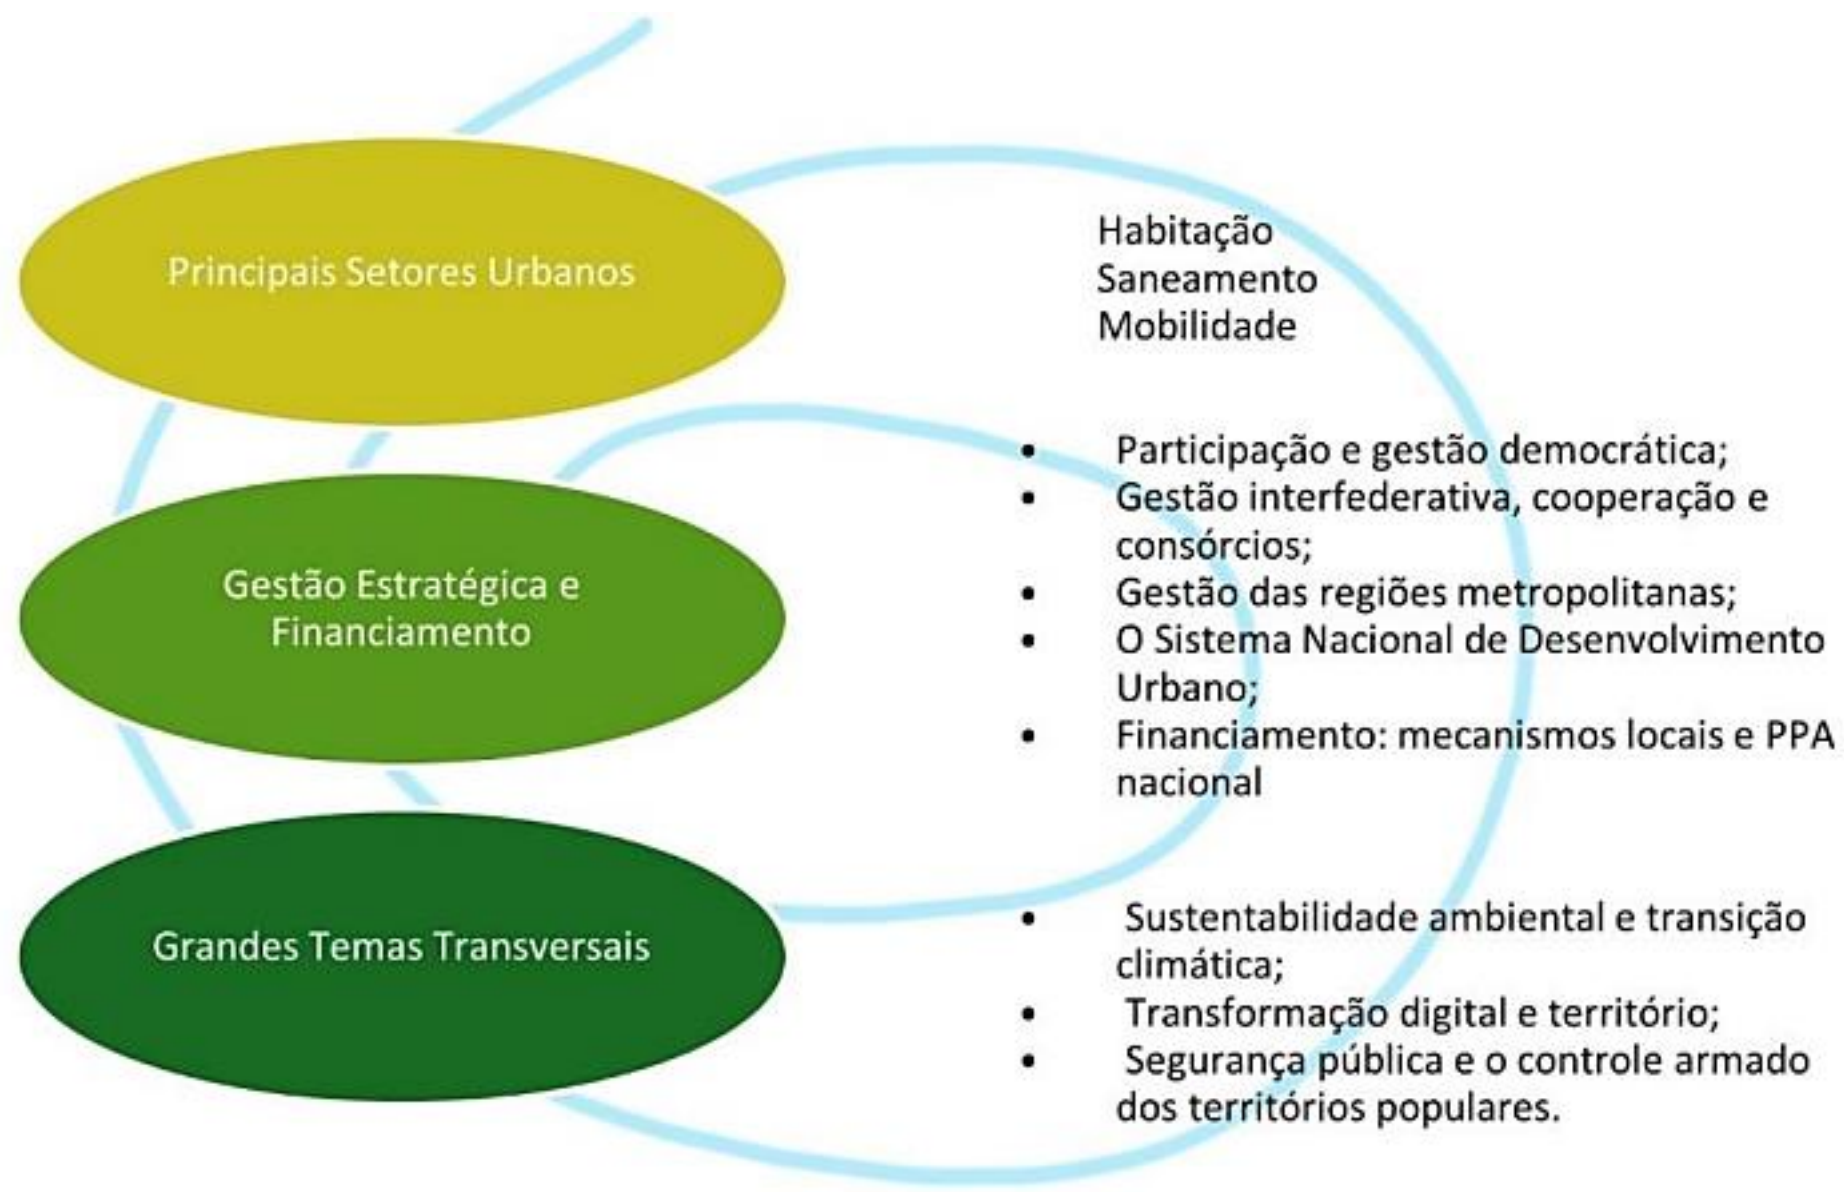 Principais Setores Urbanos
Habitação
Saneamento
Mobilidade
Gestão Estratégica e
Financiamento
• Participação e gestão democrática;
• Gestão interfederativa, cooperação e
consórcios;
• Gestão das regiões metropolitanas;
• O Sistema Nacional de Desenvolvimento
Urbano;
• Financiamento: mecanismos locais e PPA
nacional
Grandes Temas Transversais
• Sustentabilidade ambiental e transição
climática;
• Transformação digital e território;
• Segurança pública e o controle armado
dos territórios populares.